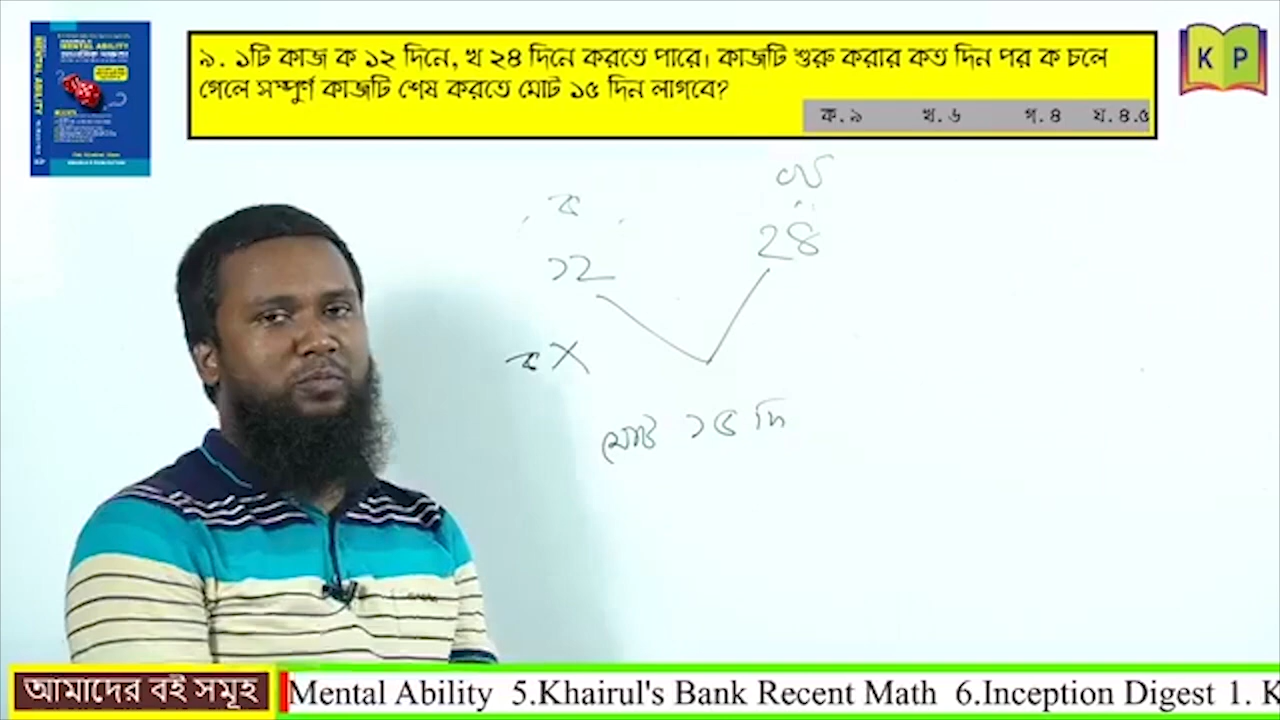 MENTAL ABILITY
৯. ১টি কাজ ক ১২ দিনে, খ ২৪ দিনে করতে পারে। কাজটি শুরু করার কত দিন পর ক চলে
গেলে সম্পুর্ণ কাজটি শেষ করতে মোট ১৫ দিন লাগবে?
ক. ৯ খ. ৬ গ. ৪ ঘ. ৪.৫
K P
ক খ
১২ ২৪
ক X
মোট ১৫ দি
আমাদের বই সমূহ
Mental Ability 5.Khairul's Bank Recent Math 6.Inception Digest 1. K